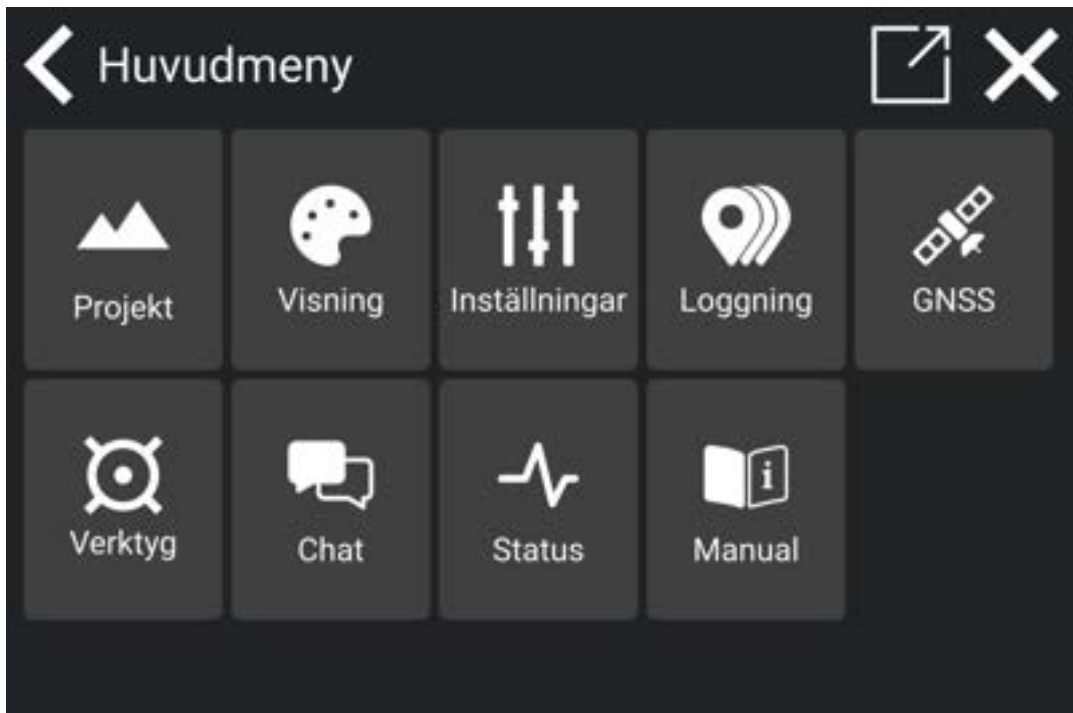 Huvudmeny
Projekt
Visning
Inställningar
Loggning
GNSS
Verktyg
Chat
Status
i
Manual